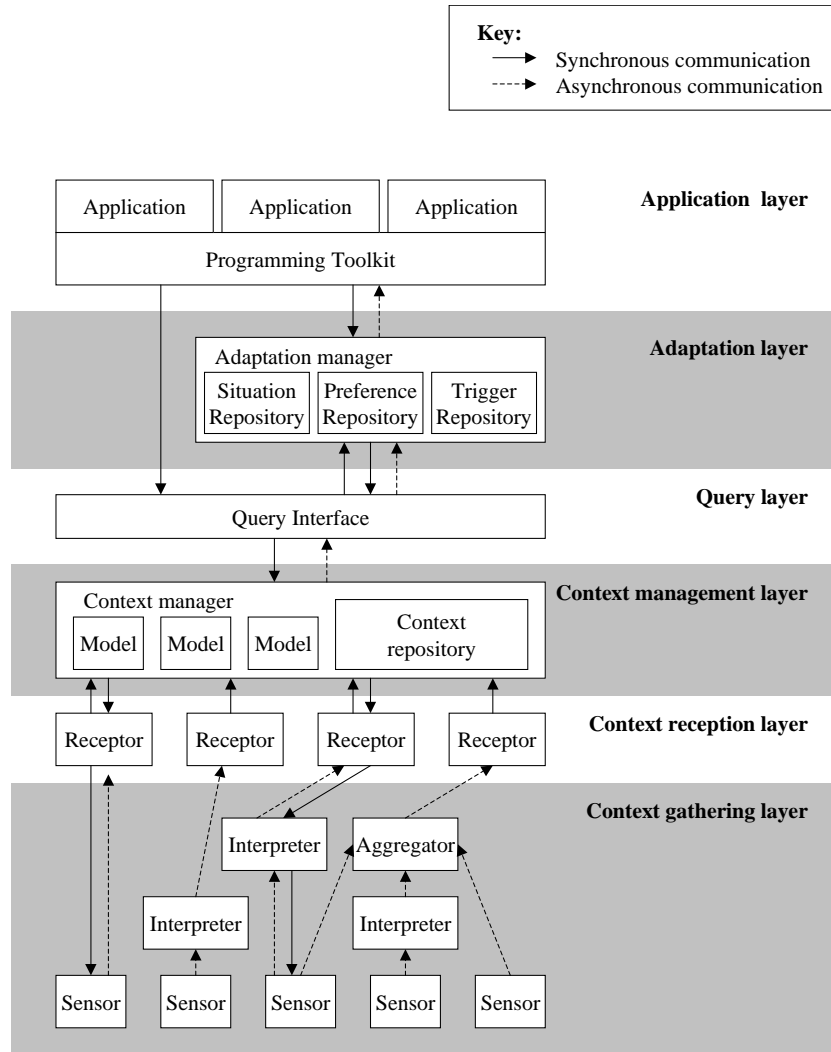 Key:
Synchronous communication
Asynchronous communication
Application layer
Application Application Application
Programming Toolkit
Adaptation layer
Adaptation manager
Situation Repository
Preference Repository
Trigger Repository
Query layer
Query Interface
Context management layer
Context manager
Model Model Model
Context repository
Context reception layer
Receptor Receptor Receptor Receptor
Context gathering layer
Interpreter Aggregator
Interpreter Interpreter
Sensor Sensor Sensor Sensor Sensor